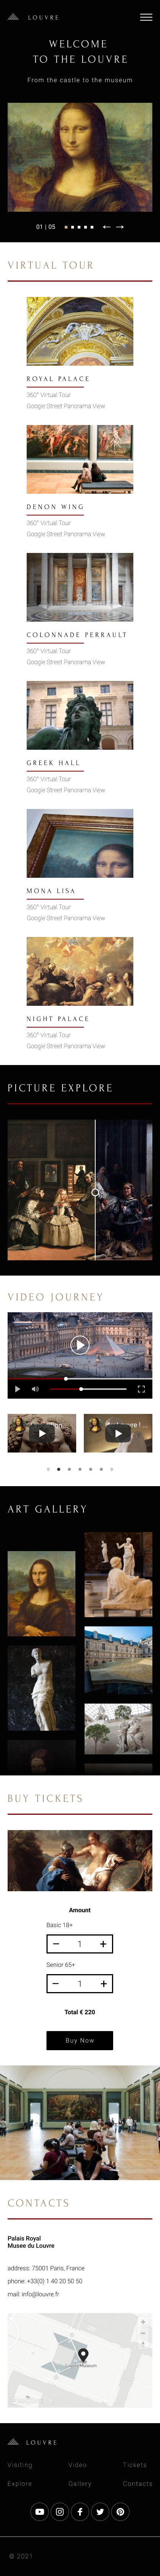 LOUVRE
WELCOME
TO THE LOUVRE
From the castle to the museum
01 | 05
VIRTUAL TOUR
ROYAL PALACE
360° Virtual Tour
Google Street Panorama View
DENON WING
360° Virtual Tour
Google Street Panorama View
COLONNADE PERRAULT
360° Virtual Tour
Google Street Panorama View
GREEK HALL
360° Virtual Tour
Google Street Panorama View
MONA LISA
360° Virtual Tour
Google Street Panorama View
NIGHT PALACE
360° Virtual Tour
Google Street Panorama View
PICTURE EXPLORE
VIDEO JOURNEY
ART GALLERY
BUY TICKETS
Amount
Basic 18+
− 1 +
Senior 65+
− 1 +
Total € 220
Buy Now
CONTACTS
Palais Royal
Musee du Louvre
address: 75001 Paris, France
phone: +33(0) 1 40 20 50 50
mail: info@louvre.fr
LOUVRE
Visiting Video Tickets
Explore Gallery Contacts
© 2021